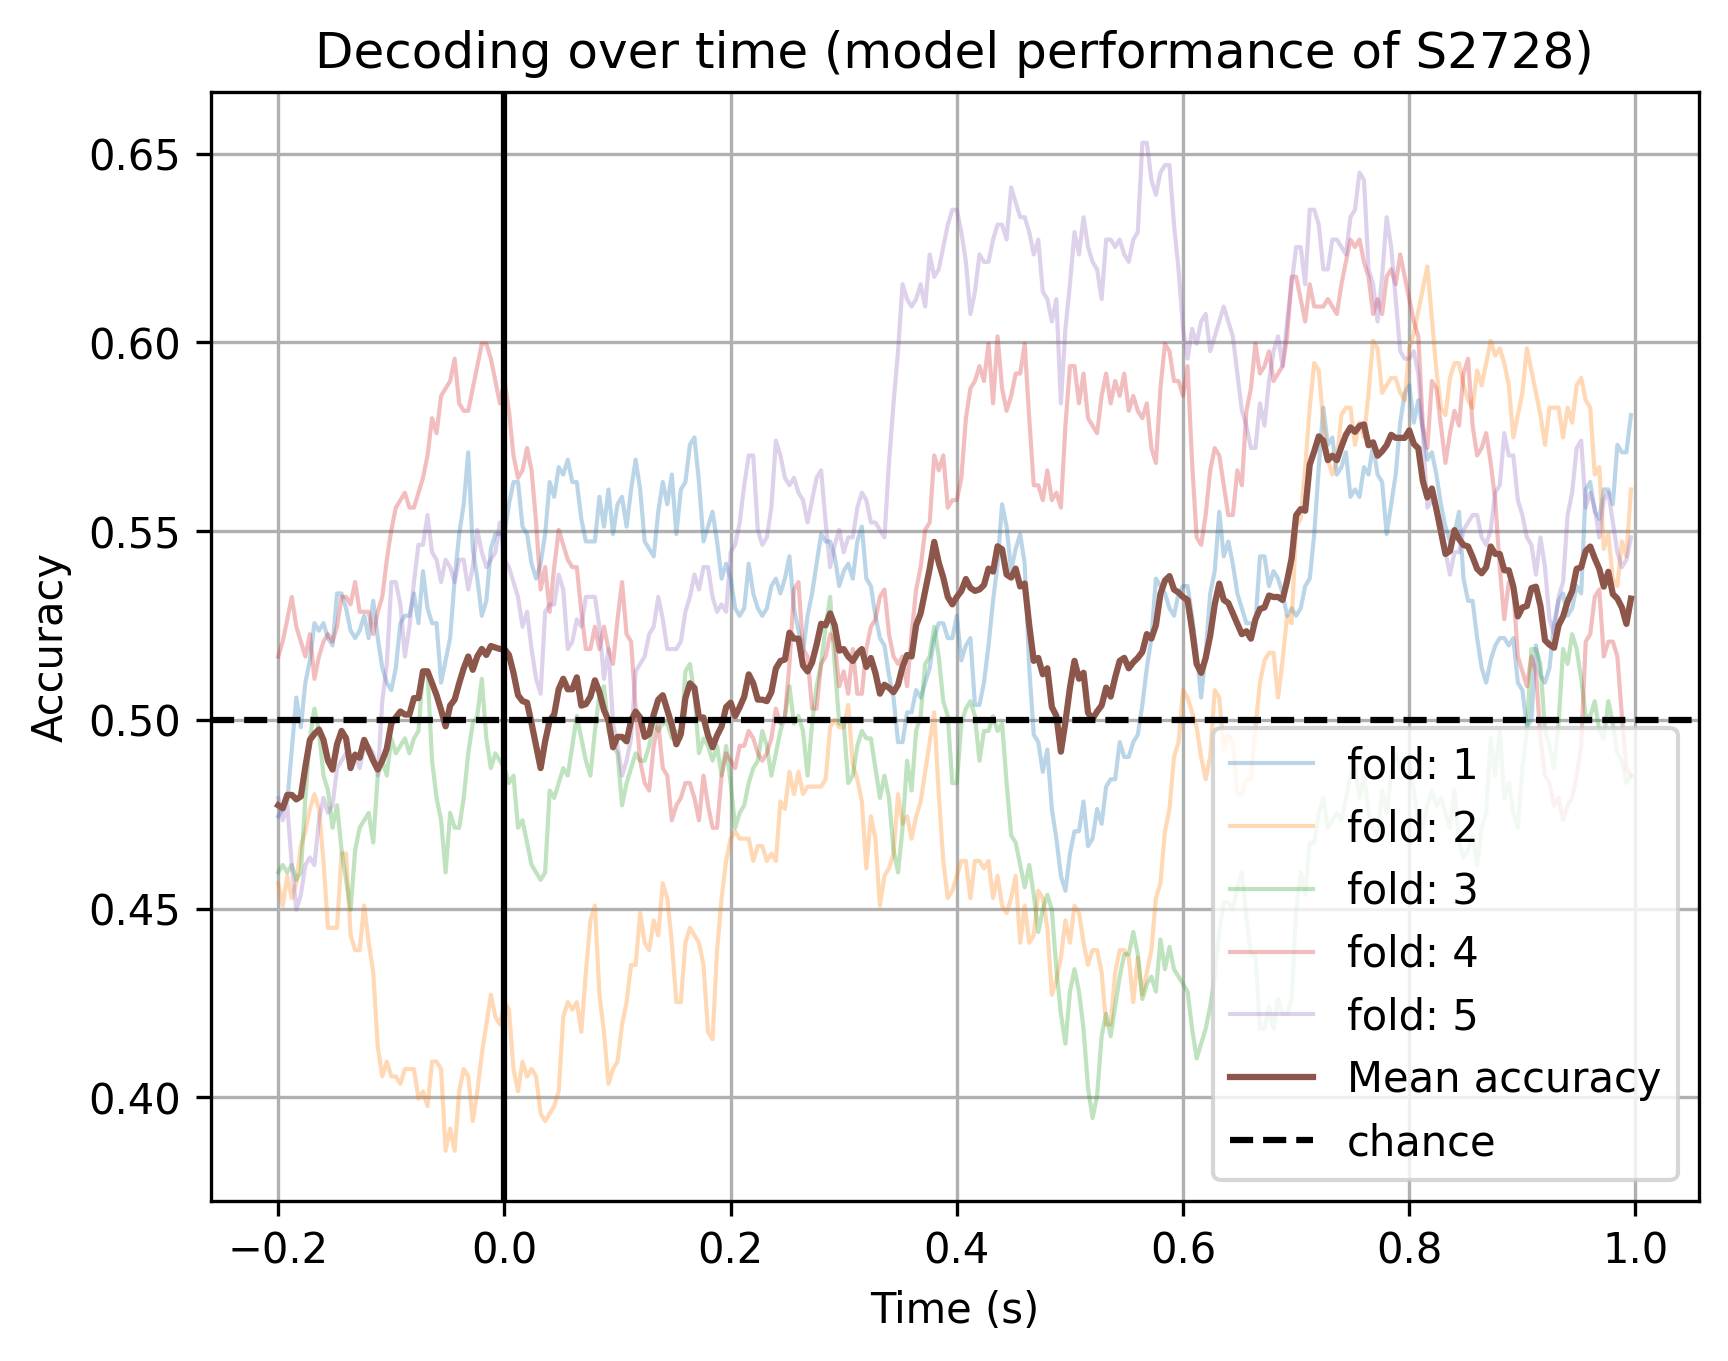 Decoding over time (model performance of S2728)
Accuracy
0.65
0.60
0.55
0.50
0.45
0.40
fold: 1
fold: 2
fold: 3
fold: 4
fold: 5
Mean accuracy
chance
−0.2 0.0 0.2 0.4 0.6 0.8 1.0
Time (s)